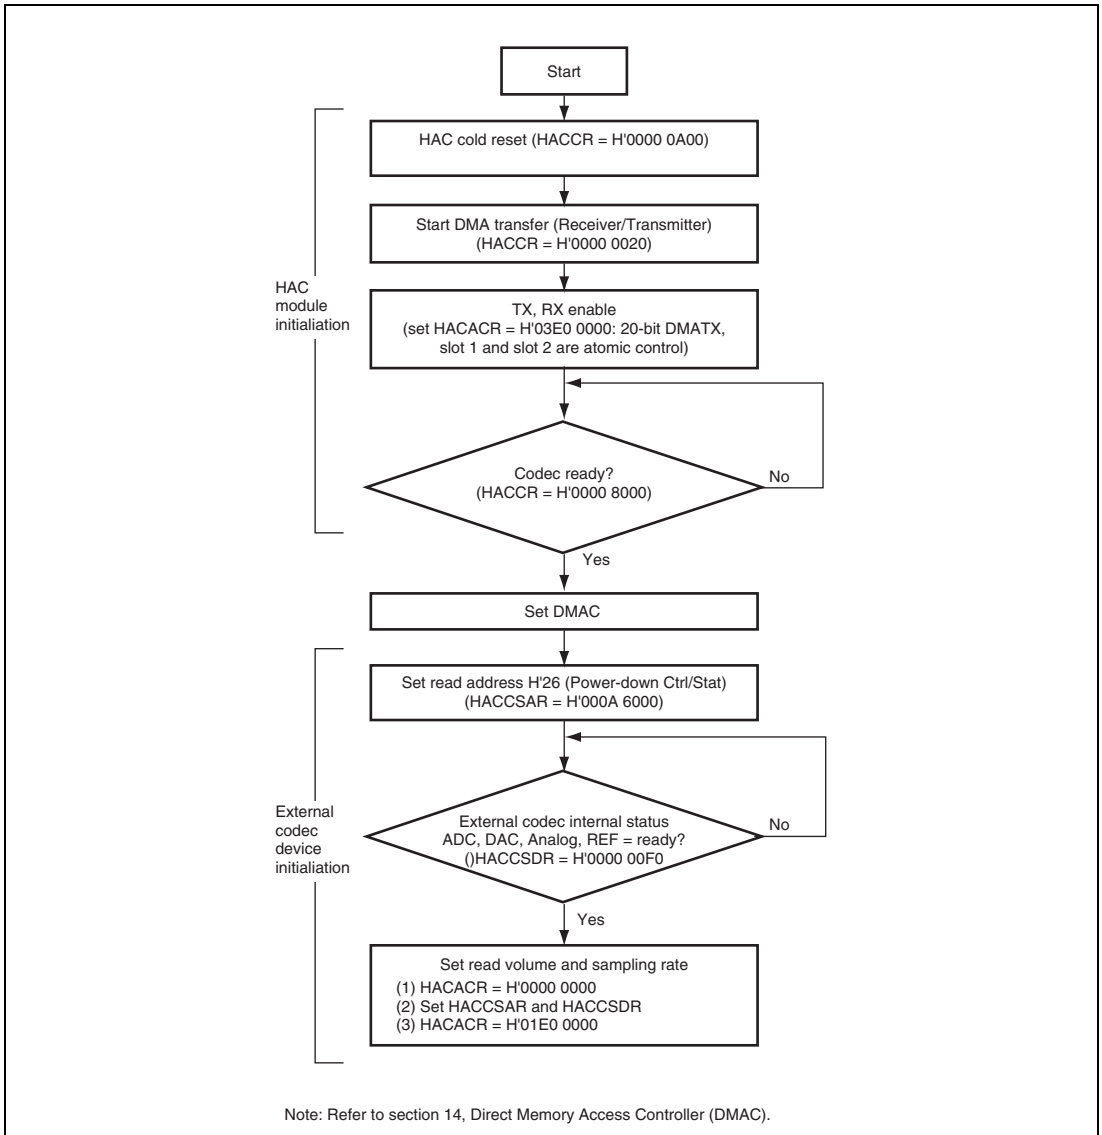 Start
HAC cold reset (HACCR = H'0000 0A00)
Start DMA transfer (Receiver/Transmitter)
(HACCR = H'0000 0020)
HAC
module
initialiation
TX, RX enable
(set HACACR = H'03E0 0000: 20-bit DMATX,
slot 1 and slot 2 are atomic control)
Codec ready?
(HACCR = H'0000 8000)
No
Yes
Set DMAC
Set read address H'26 (Power-down Ctrl/Stat)
(HACCSAR = H'000A 6000)
External
codec
device
initialiation
External codec internal status
ADC, DAC, Analog, REF = ready?
()HACCSDR = H'0000 00F0
No
Yes
Set read volume and sampling rate
(1) HACACR = H'0000 0000
(2) Set HACCSAR and HACCSDR
(3) HACACR = H'01E0 0000
Note: Refer to section 14, Direct Memory Access Controller (DMAC).